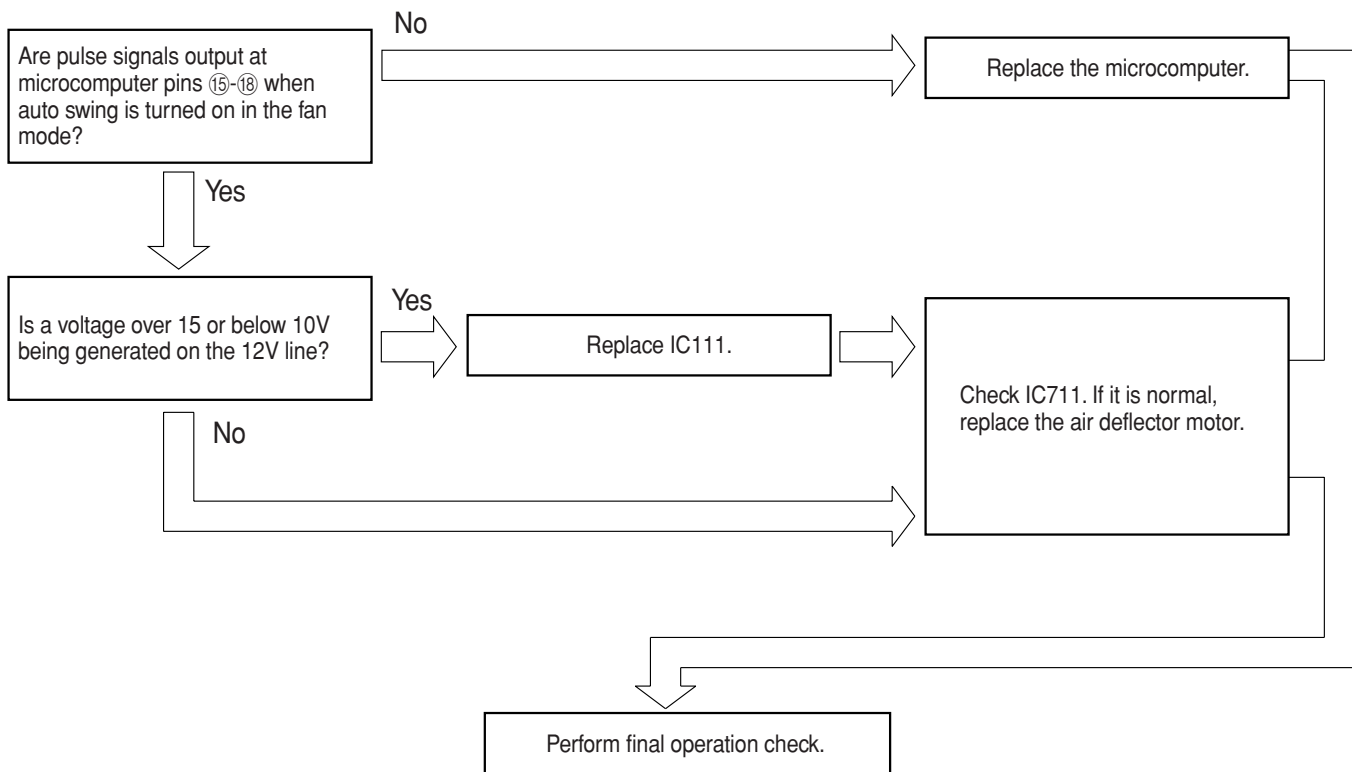 No
Are pulse signals output at
microcomputer pins ⑮-⑱ when
auto swing is turned on in the fan
mode?
Replace the microcomputer.
Yes
Is a voltage over 15 or below 10V
being generated on the 12V line?
Yes
Replace IC111.
Check IC711. If it is normal,
replace the air deflector motor.
No
Perform final operation check.